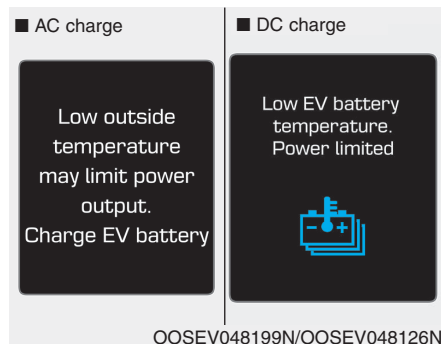 ■ AC charge
Low outside
temperature
may limit power
output.
Charge EV battery
■ DC charge
Low EV battery
temperature.
Power limited
OOSEV048199N/OOSEV048126N